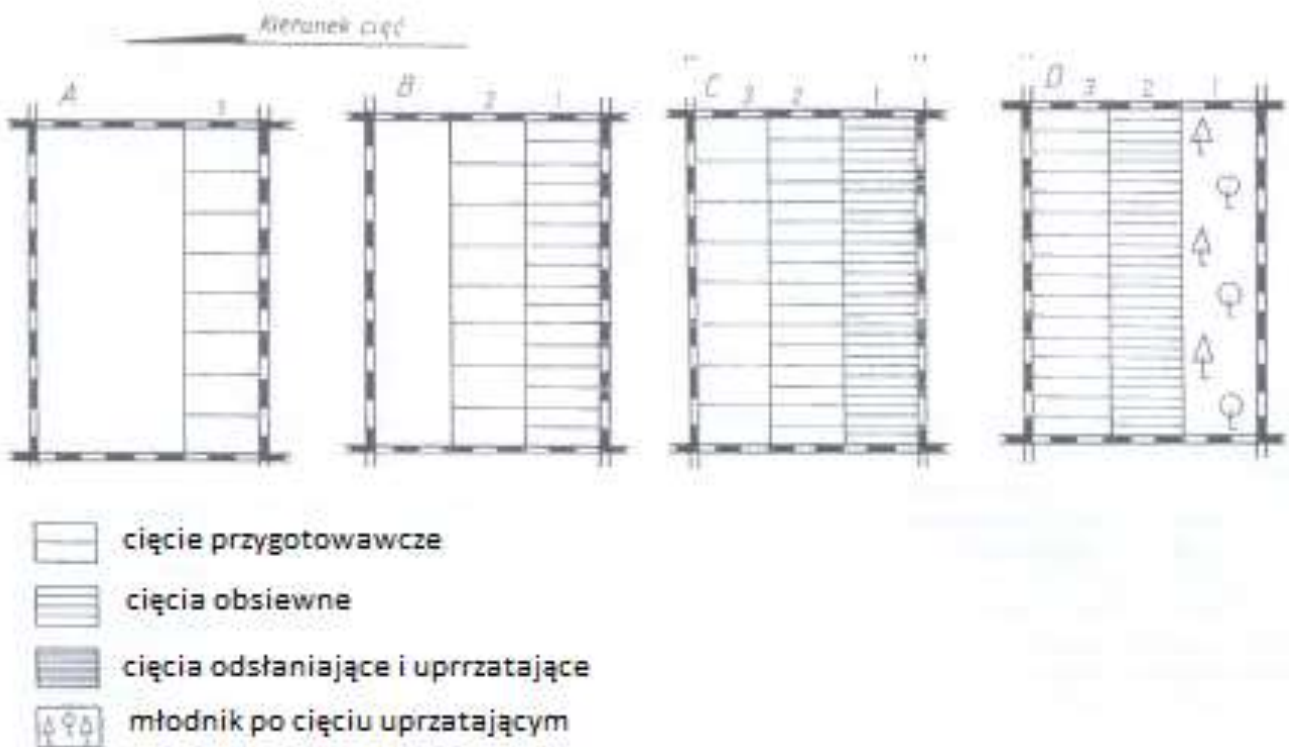 Kierunek cięć
A 1
B 2 1
C 3 2 1
D 3 2 1
cięcie przygotowawcze
cięcia obsiewne
cięcia odsłaniające i uprrzatające
młodnik po cięciu uprzatającym